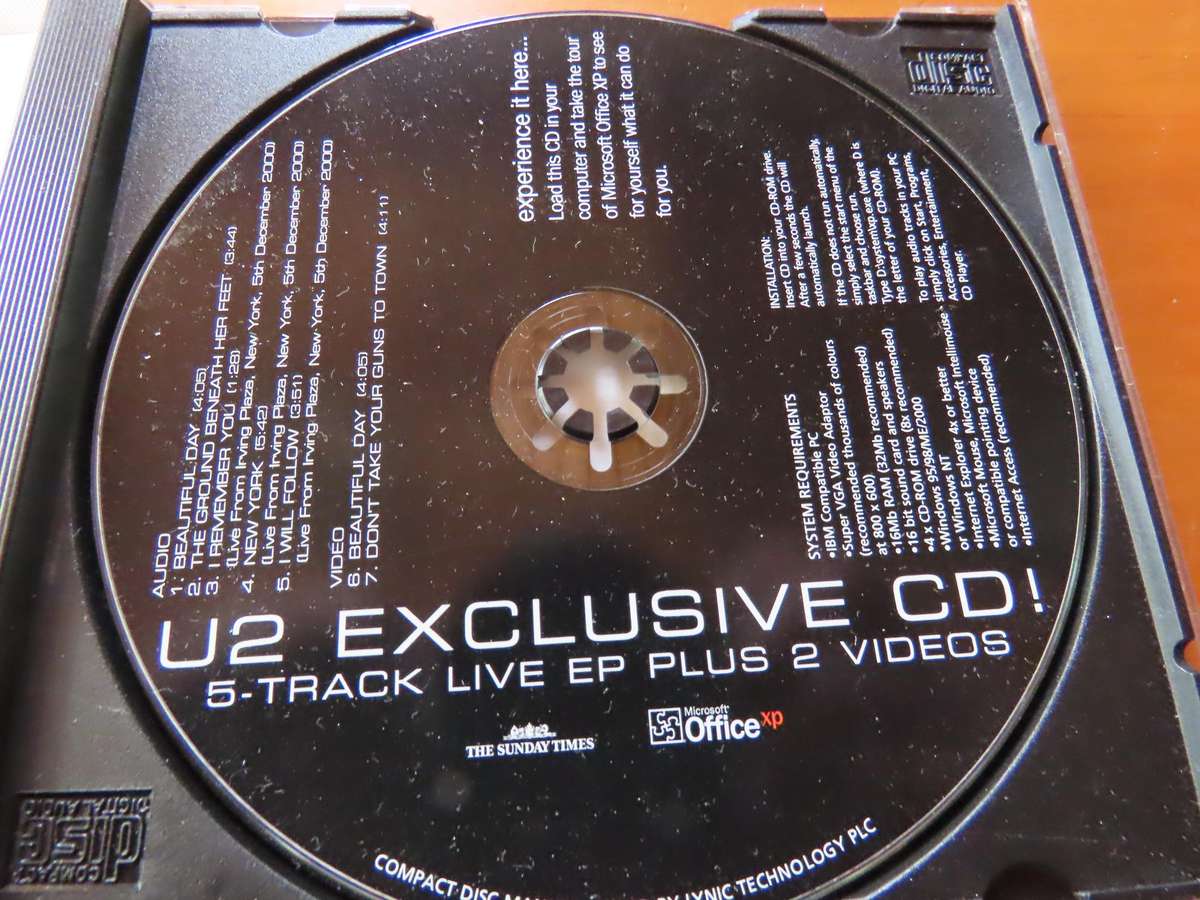 U2 EXCLUSIVE CD!
5-TRACK LIVE EP PLUS 2 VIDEOS
THE SUNDAY TIMES
Microsoft
Office xp
AUDIO
1. BEAUTIFUL DAY (4:05)
2. THE GROUND BENEATH HER FEET (3:44)
3. I REMEMBER YOU (1:28)
(Live From Irving Plaza, New York, 5th December 2000)
4. NEW YORK (5:42)
(Live From Irving Plaza, New York, 5th December 2000)
5. I WILL FOLLOW (3:51)
(Live From Irving Plaza, New York, 5th December 2000)
VIDEO
6. BEAUTIFUL DAY (4:05)
7. DON'T TAKE YOUR GUNS TO TOWN (4:11)
experience it here...
Load this CD in your
computer and take the tour
of Microsoft Office XP to see
for yourself what it can do
for you.
INSTALLATION:
Insert CD into your CD-ROM drive.
After a few seconds the CD will
automatically launch.
If the CD does not run automatically,
simply select the start menu of the
taskbar and choose run.
Type D:\system\xp.exe (where D is
the letter of your CD-ROM).
To play audio tracks in your PC
simply click on Start, Programs,
Accessories, Entertainment,
CD Player.
SYSTEM REQUIREMENTS
•IBM Compatible PC
•Super VGA Video Adaptor
(recommended thousands of colours
at 800 x 600)
•16Mb RAM (32Mb recommended)
•16 bit sound card and speakers
•4 x CD-ROM drive (8x recommended)
•Windows 95/98/ME/2000
or Windows NT
•Internet Explorer 4x or better
•Microsoft Mouse, Microsoft Intellimouse
or compatible pointing device
•Internet Access (recommended)
COMPACT DISC BY LYNIC TECHNOLOGY PLC
COMPACT
disc
DIGITAL AUDIO
COMPACT
disc
DIGITAL AUDIO